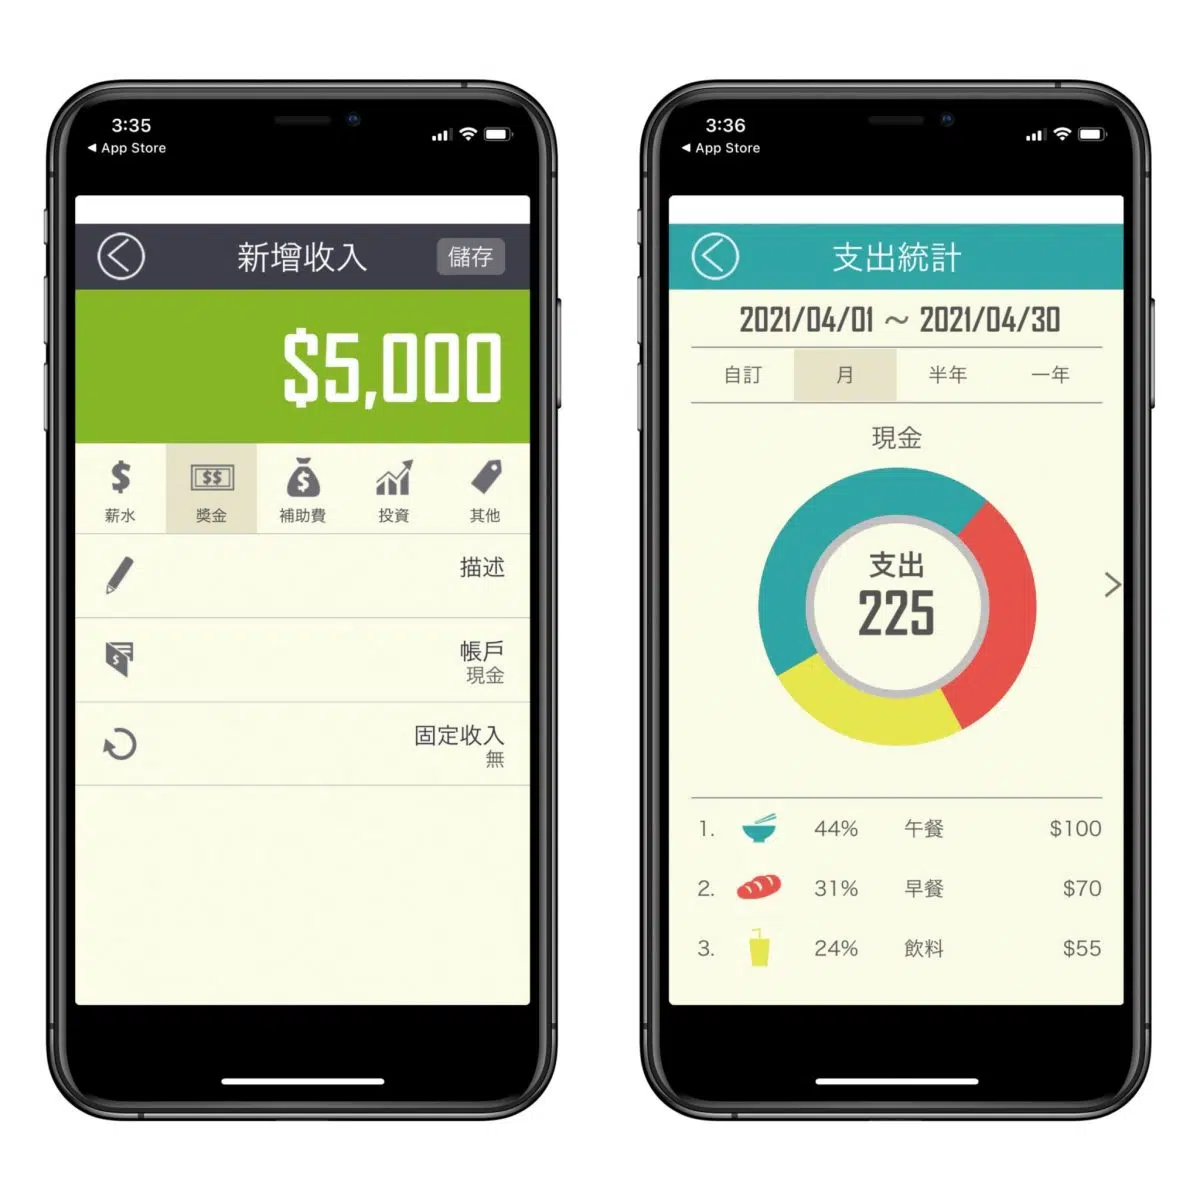 3:35
◀ App Store
新增收入
儲存
$5,000
$
$$
$
薪水
獎金
補助費
投資
其他
描述
$
帳戶
現金
固定收入
無
3:36
◀ App Store
支出統計
2021/04/01 ～ 2021/04/30
自訂 月 半年 一年
現金
支出
225
1. 44% 午餐 $100
2. 31% 早餐 $70
3. 24% 飲料 $55